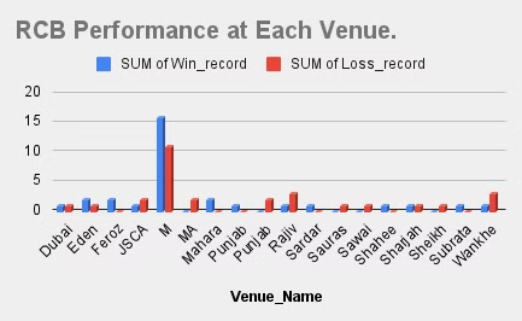 RCB Performance at Each Venue.
SUM of Win_record SUM of Loss_record
20
15
10
5
0
Dubai Eden Feroz JSCA M MA Mahara Punjab Punjab Rajiv Sardar Sauras Sawai Shahee Sharjah Sheikh Subrata Wankhe
Venue_Name